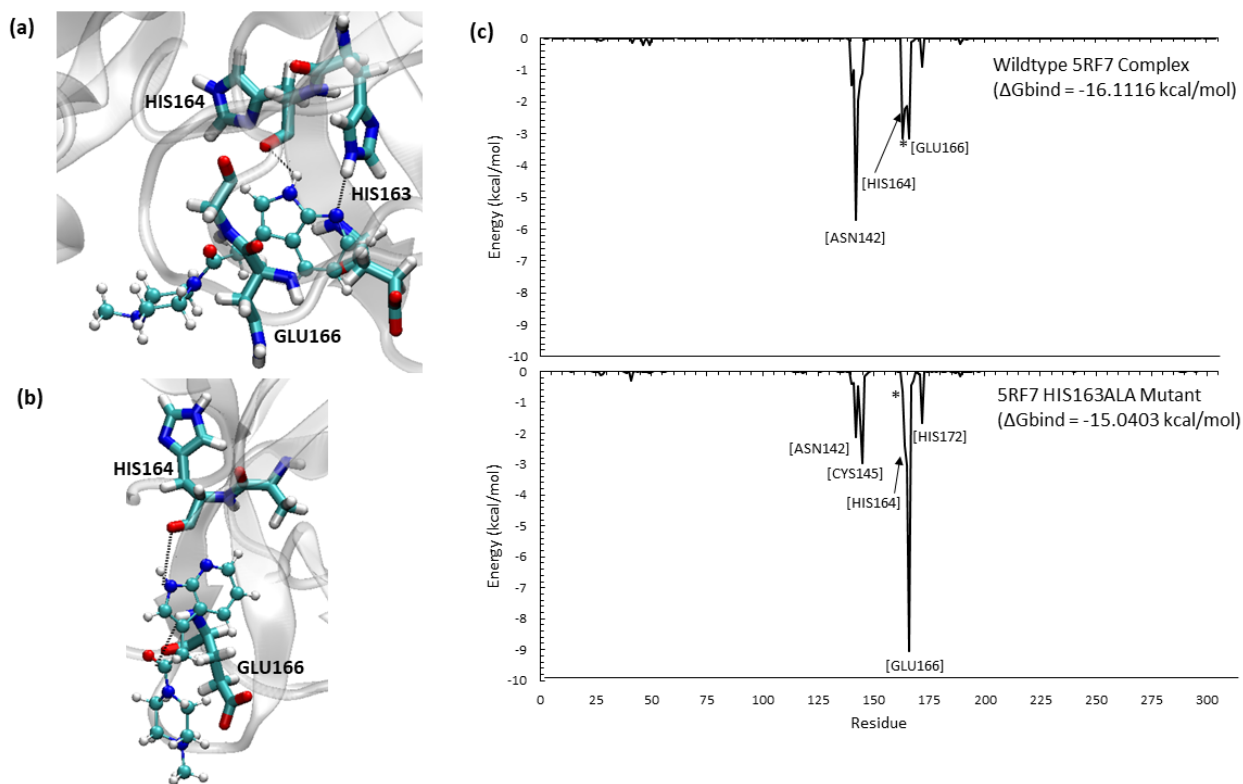 (a)
HIS164
HIS163
GLU166
(b)
HIS164
GLU166
(c)
0
-1
-2
-3
-4
-5
-6
-7
-8
-9
-10
Energy (kcal/mol)
Wildtype 5RF7 Complex
(ΔGbind = -16.1116 kcal/mol)
* [GLU166]
[HIS164]
[ASN142]
0
-1
-2
-3
-4
-5
-6
-7
-8
-9
-10
Energy (kcal/mol)
5RF7 HIS163ALA Mutant
(ΔGbind = -15.0403 kcal/mol)
*
[HIS172]
[ASN142]
[CYS145]
[HIS164]
[GLU166]
0 25 50 75 100 125 150 175 200 225 250 275 300
Residue